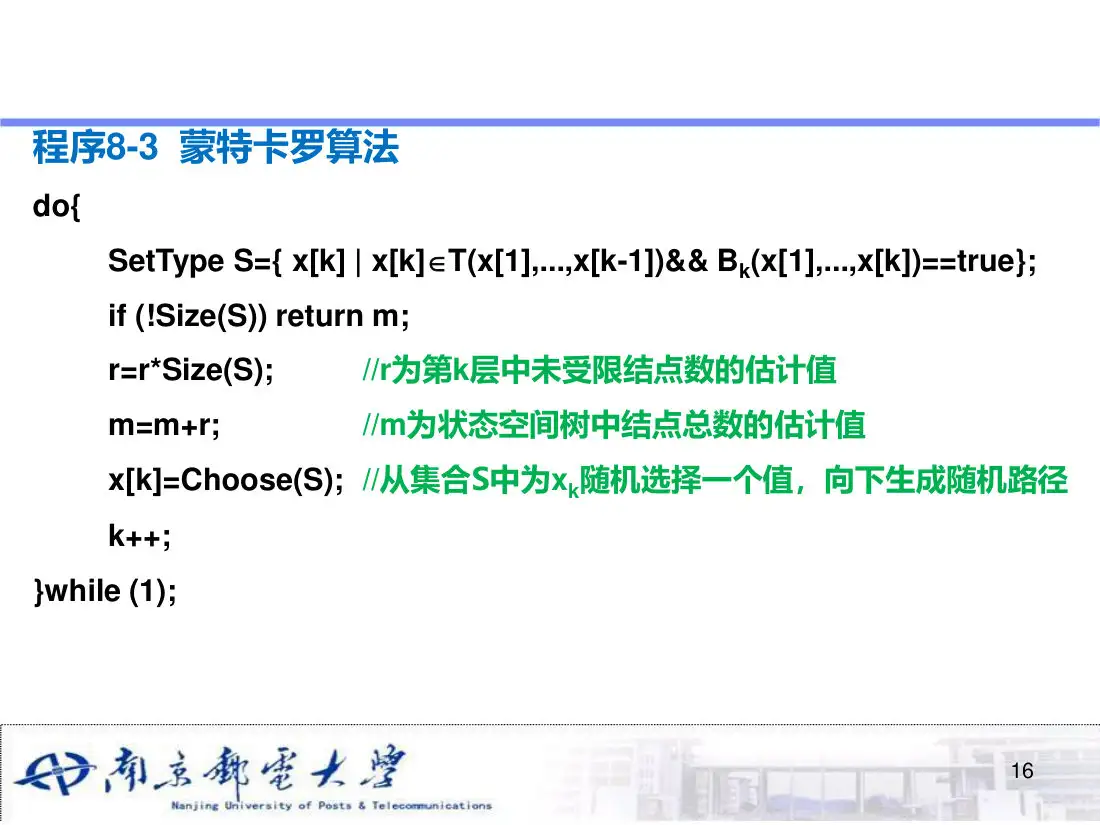 程序8-3 蒙特卡罗算法
do{
SetType S={ x[k] | x[k]∈T(x[1],...,x[k-1])&& Bk(x[1],...,x[k])==true};
if (!Size(S)) return m;
r=r*Size(S); //r为第k层中未受限结点数的估计值
m=m+r; //m为状态空间树中结点总数的估计值
x[k]=Choose(S); //从集合S中为xk随机选择一个值，向下生成随机路径
k++;
}while (1);
南京郵電大學
Nanjing University of Posts & Telecommunications
16